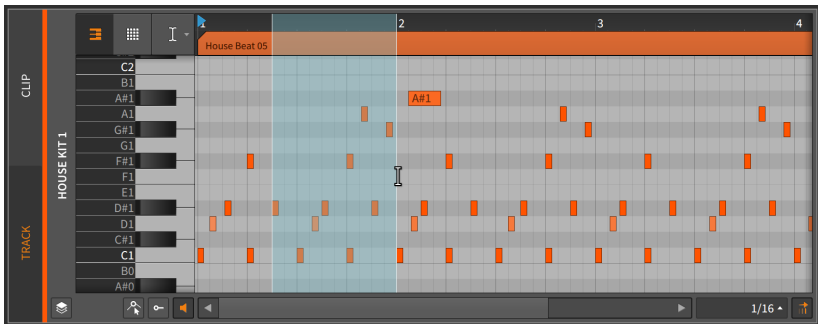 1 2 3 4
House Beat 05
CLIP
TRACK
HOUSE KIT 1
C2
B1
A#1
A#1
A1
G#1
G1
F#1
F1
E1
D#1
D1
C#1
C1
B0
A#0
1/16